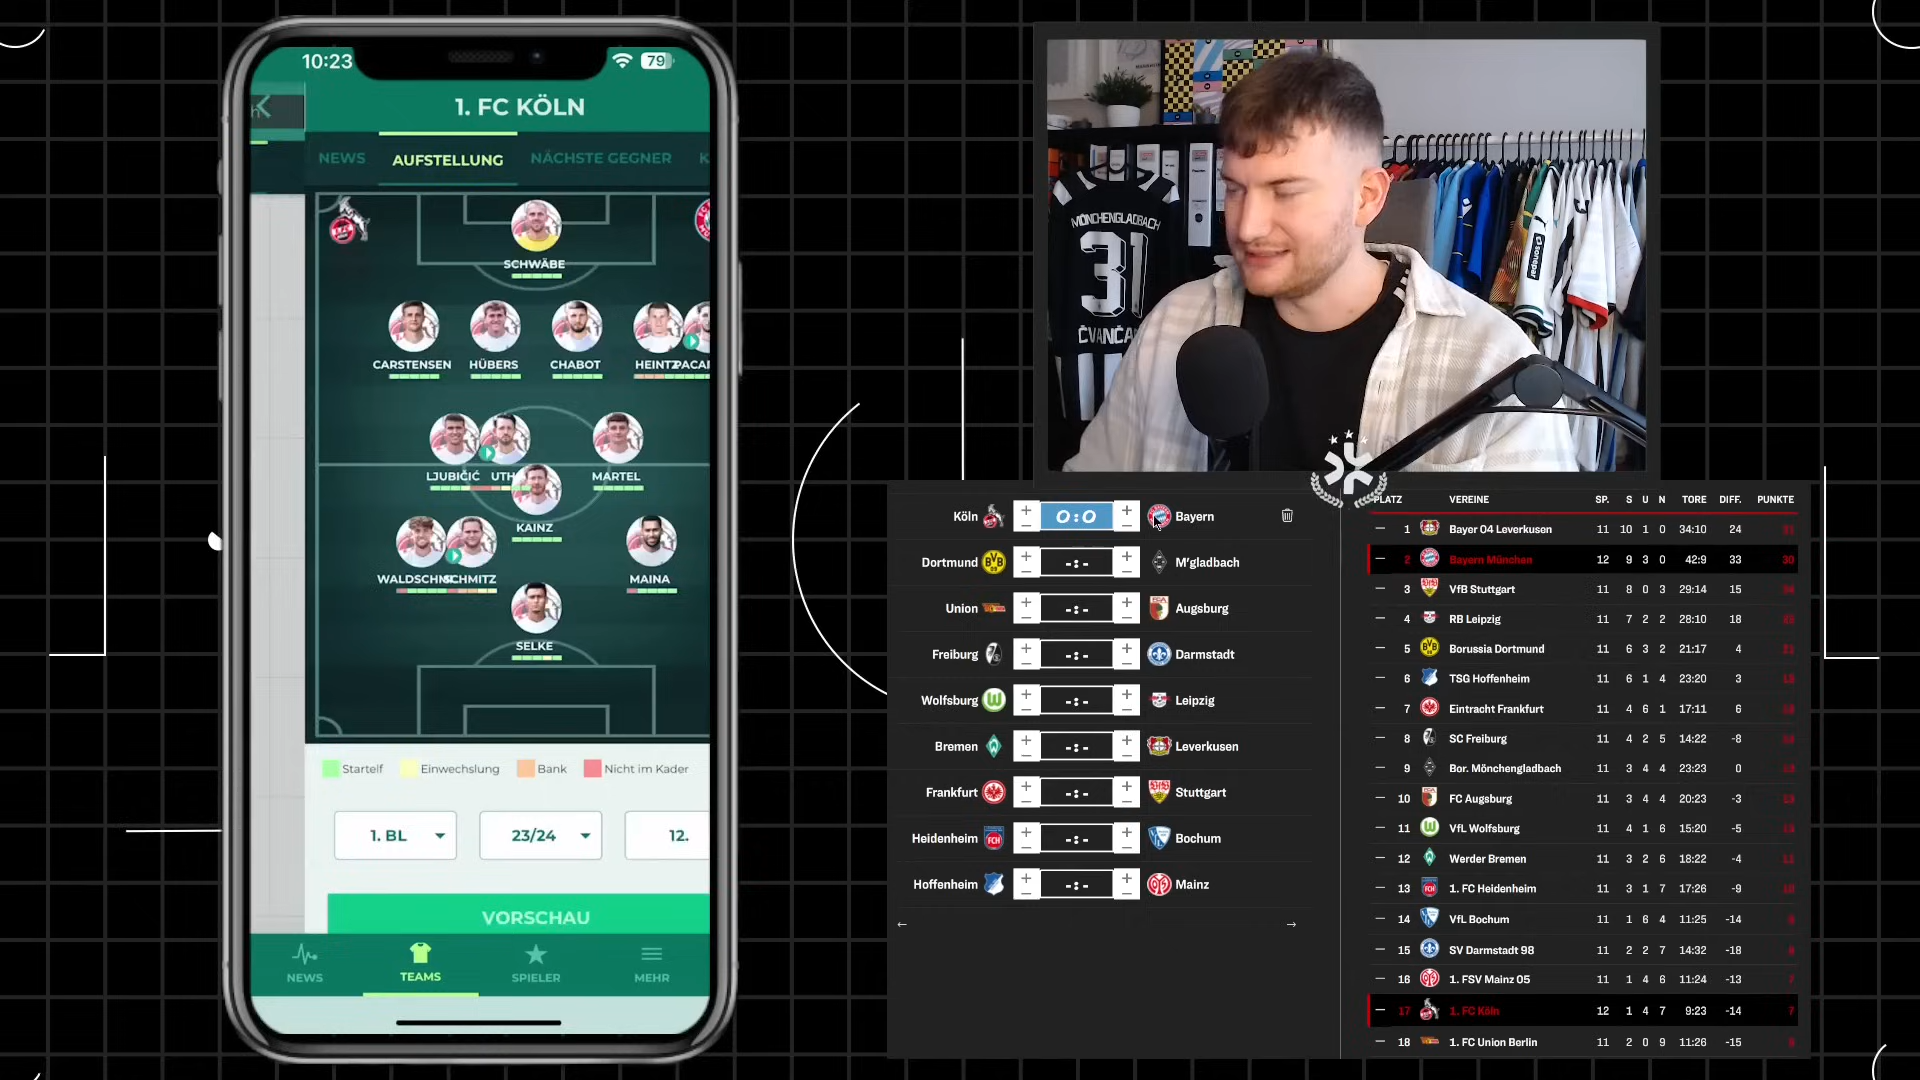 10:23
79
1. FC KÖLN
NEWS
AUFSTELLUNG
NÄCHSTE GEGNER
K
SCHWÄBE
CARSTENSEN
HÜBERS
CHABOT
HEINTZ
PACAR
LJUBIČIĆ
UTH
MARTEL
KAINZ
WALDSCHMI
SCHMITZ
MAINA
SELKE
Startelf
Einwechslung
Bank
Nicht im Kader
1. BL
23/24
12.
VORSCHAU
NEWS
TEAMS
SPIELER
MEHR
MÖNCHENGLADBACH
31
ČVANČA
sonepar
Köln + − 0:0 + − Bayern
Dortmund + − -:- + − M'gladbach
Union + − -:- + − Augsburg
Freiburg + − -:- + − Darmstadt
Wolfsburg + − -:- + − Leipzig
Bremen + − -:- + − Leverkusen
Frankfurt + − -:- + − Stuttgart
Heidenheim + − -:- + − Bochum
Hoffenheim + − -:- + − Mainz
← →
PLATZ VEREINE SP. S U N TORE DIFF. PUNKTE
— 1 Bayer 04 Leverkusen 11 10 1 0 34:10 24 31
— 2 Bayern München 12 9 3 0 42:9 33 30
— 3 VfB Stuttgart 11 8 0 3 29:14 15
— 4 RB Leipzig 11 7 2 2 28:10 18
— 5 Borussia Dortmund 11 6 3 2 21:17 4
— 6 TSG Hoffenheim 11 6 1 4 23:20 3
— 7 Eintracht Frankfurt 11 4 6 1 17:11 6
— 8 SC Freiburg 11 4 2 5 14:22 -8
— 9 Bor. Mönchengladbach 11 3 4 4 23:23 0
— 10 FC Augsburg 11 3 4 4 20:23 -3
— 11 VfL Wolfsburg 11 4 1 6 15:20 -5
— 12 Werder Bremen 11 3 2 6 18:22 -4
— 13 1. FC Heidenheim 11 3 1 7 17:26 -9
— 14 VfL Bochum 11 1 6 4 11:25 -14
— 15 SV Darmstadt 98 11 2 2 7 14:32 -18
— 16 1. FSV Mainz 05 11 1 4 6 11:24 -13
— 17 1. FC Köln 12 1 4 7 9:23 -14 7
— 18 1. FC Union Berlin 11 2 0 9 11:26 -15